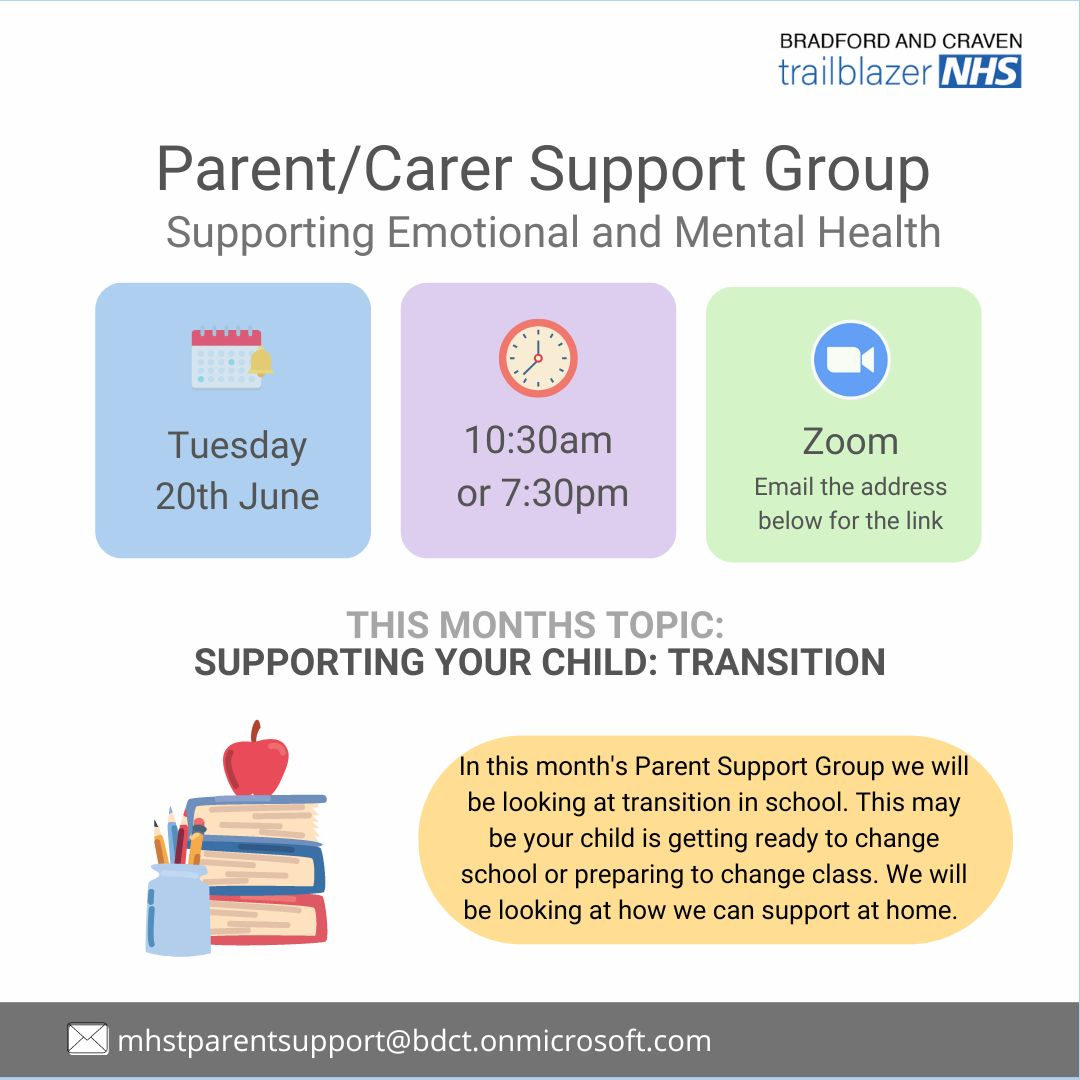 BRADFORD AND CRAVEN
trailblazer NHS
Parent/Carer Support Group
Supporting Emotional and Mental Health
Tuesday
20th June
10:30am
or 7:30pm
Zoom
Email the address
below for the link
THIS MONTHS TOPIC:
SUPPORTING YOUR CHILD: TRANSITION
In this month's Parent Support Group we will
be looking at transition in school. This may
be your child is getting ready to change
school or preparing to change class. We will
be looking at how we can support at home.
mhstparentsupport@bdct.onmicrosoft.com